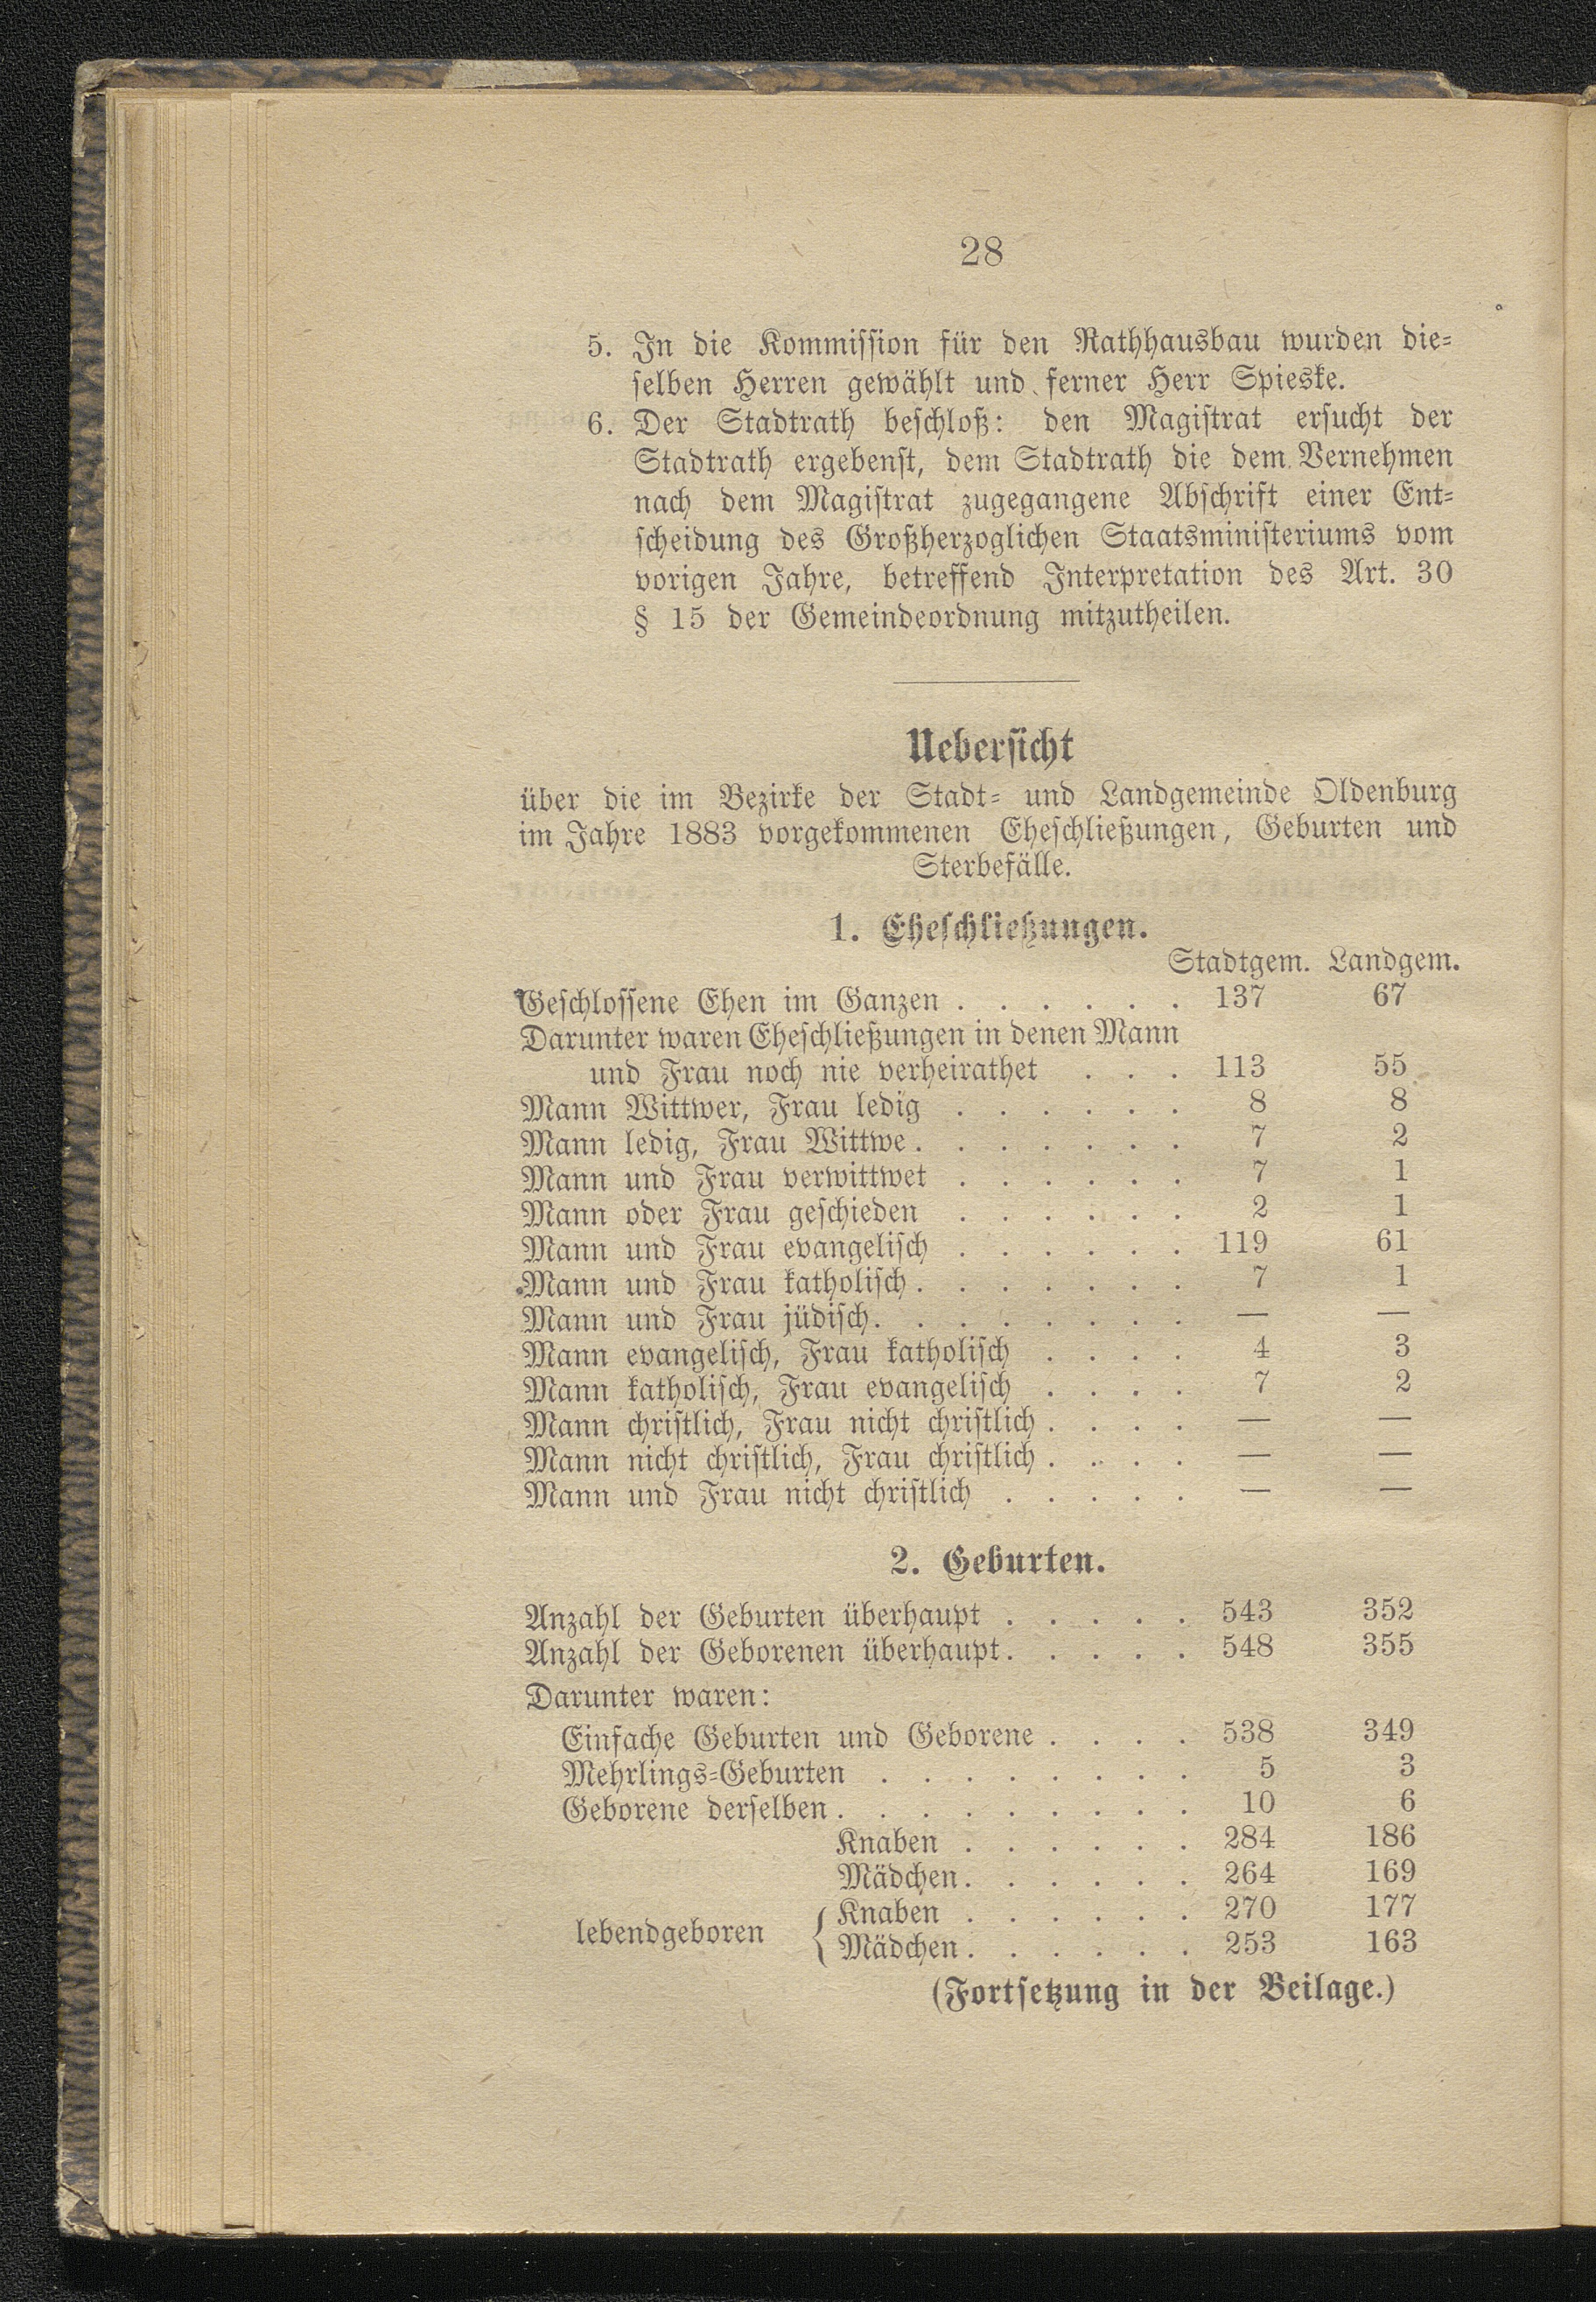 28
5. In die Kommission für den Rathhausbau wurden die-
selben Herren gewählt und ferner Herr Spieske.
6. Der Stadtrath beschloß: den Magistrat ersucht der
Stadtrath ergebenst, dem Stadtrath die dem Vernehmen
nach dem Magistrat zugegangene Abschrift einer Ent-
scheidung des Großherzoglichen Staatsministeriums vom
vorigen Jahre, betreffend Interpretation des Art. 30
§ 15 der Gemeindeordnung mitzutheilen.
Uebersicht
über die im Bezirke der Stadt- und Landgemeinde Oldenburg
im Jahre 1883 vorgekommenen Eheschließungen, Geburten und
Sterbefälle.
1. Eheschließungen.
Stadtgem. Landgem.
Geschlossene Ehen im Ganzen . . . . . . 137 67
Darunter waren Eheschließungen in denen Mann
und Frau noch nie verheirathet . . . 113 55
Mann Wittwer, Frau ledig . . . . . . 8 8
Mann ledig, Frau Wittwe . . . . . . . 7 2
Mann und Frau verwittwet . . . . . . 7 1
Mann oder Frau geschieden . . . . . . 2 1
Mann und Frau evangelisch . . . . . . 119 61
Mann und Frau katholisch . . . . . . . 7 1
Mann und Frau jüdisch . . . . . . . . — —
Mann evangelisch, Frau katholisch . . . . 4 3
Mann katholisch, Frau evangelisch . . . . 7 2
Mann christlich, Frau nicht christlich . . . . — —
Mann nicht christlich, Frau christlich . . . . — —
Mann und Frau nicht christlich . . . . . — —
2. Geburten.
Anzahl der Geburten überhaupt . . . . . 543 352
Anzahl der Geborenen überhaupt . . . . . 548 355
Darunter waren:
Einfache Geburten und Geborene . . . . 538 349
Mehrlings-Geburten . . . . . . . . 5 3
Geborene derselben . . . . . . . . . 10 6
Knaben . . . . . . 284 186
Mädchen . . . . . . 264 169
lebendgeboren { Knaben . . . . . . 270 177
Mädchen . . . . . . 253 163
(Fortsetzung in der Beilage.)